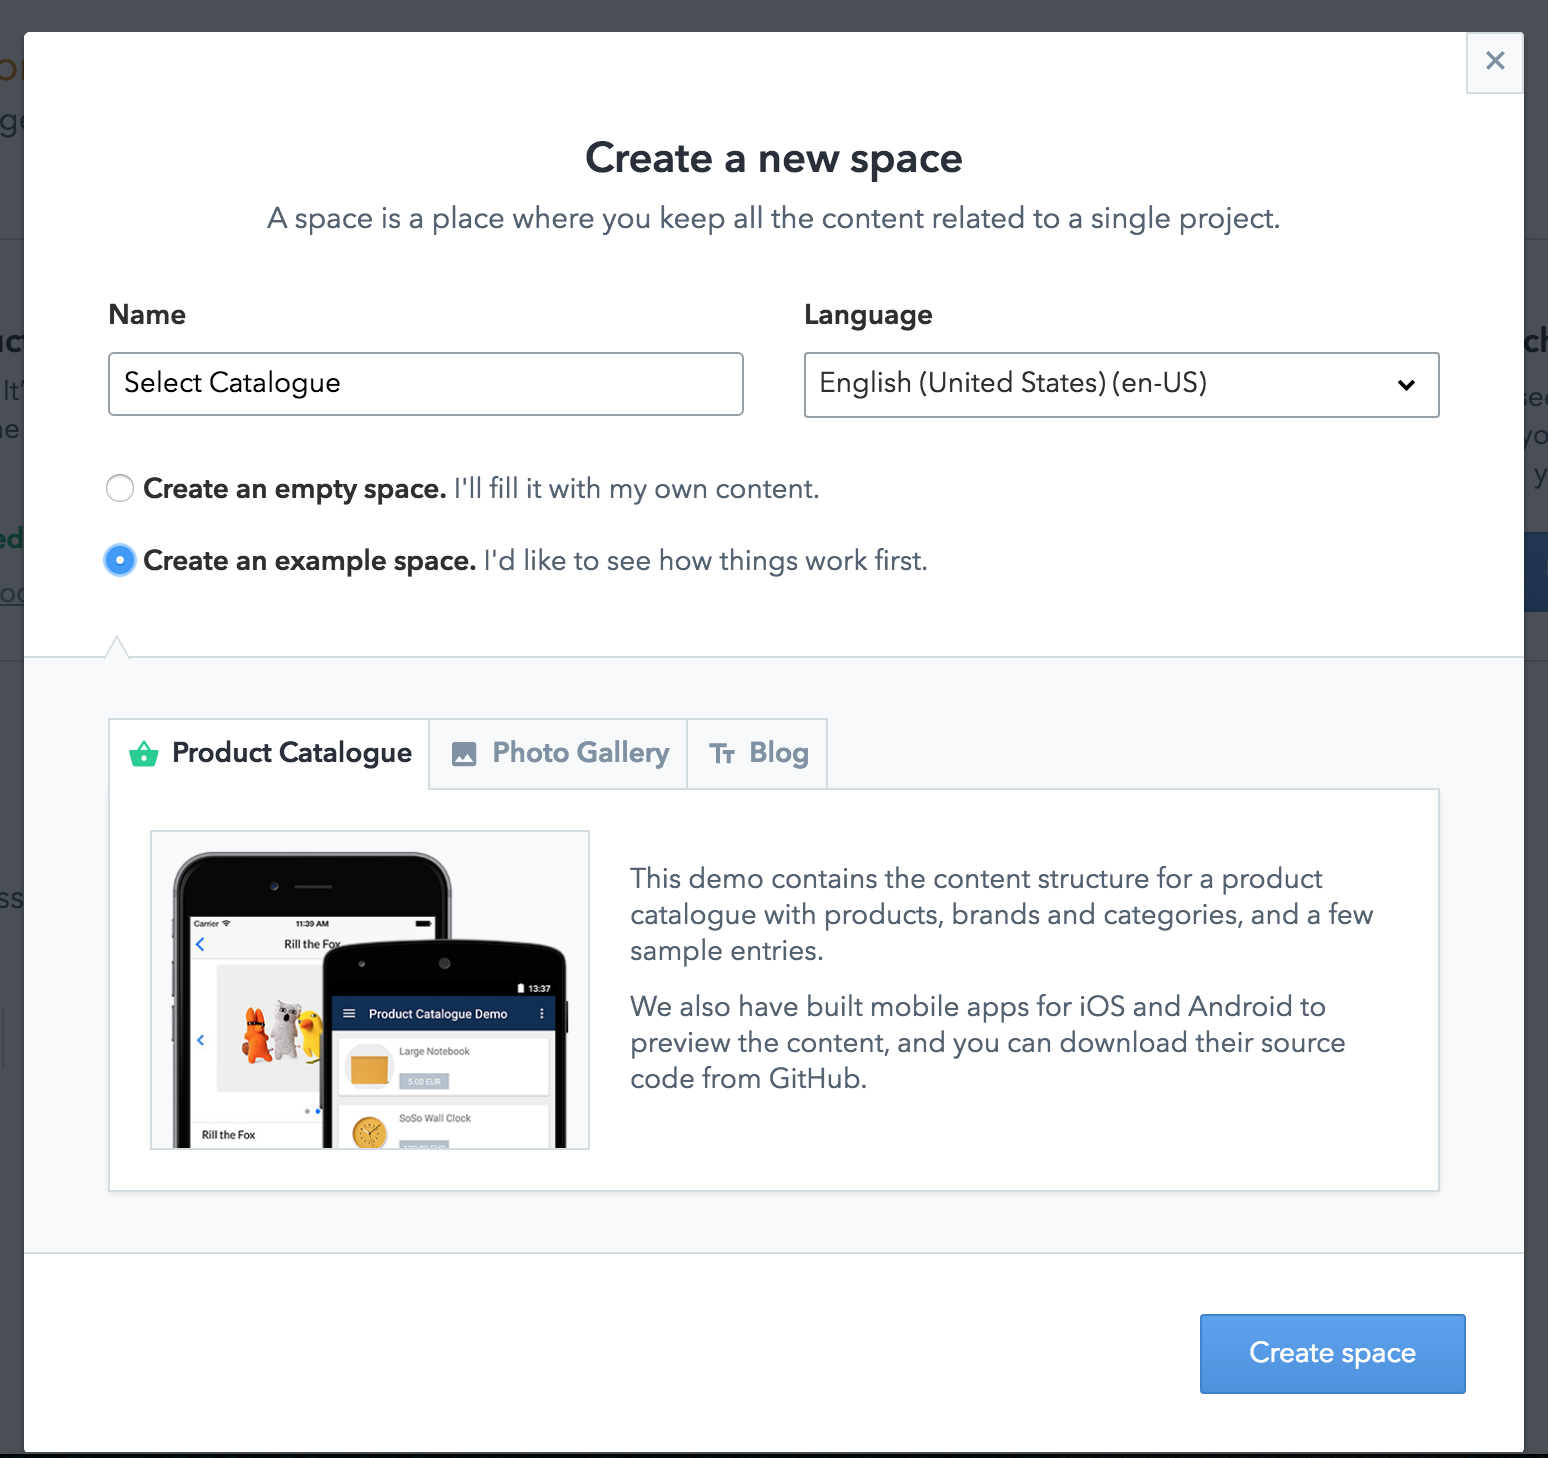 Create a new space
A space is a place where you keep all the content related to a single project.
Name
Language
Select Catalogue
English (United States) (en-US)
Create an empty space. I'll fill it with my own content.
Create an example space. I'd like to see how things work first.
Product Catalogue
Photo Gallery
Blog
This demo contains the content structure for a product
catalogue with products, brands and categories, and a few
sample entries.
We also have built mobile apps for iOS and Android to
preview the content, and you can download their source
code from GitHub.
Carrier
11:39 AM
Rill the Fox
13:37
Product Catalogue Demo
Large Notebook
5.00 EUR
SoSo Wall Clock
Rill the Fox
Create space